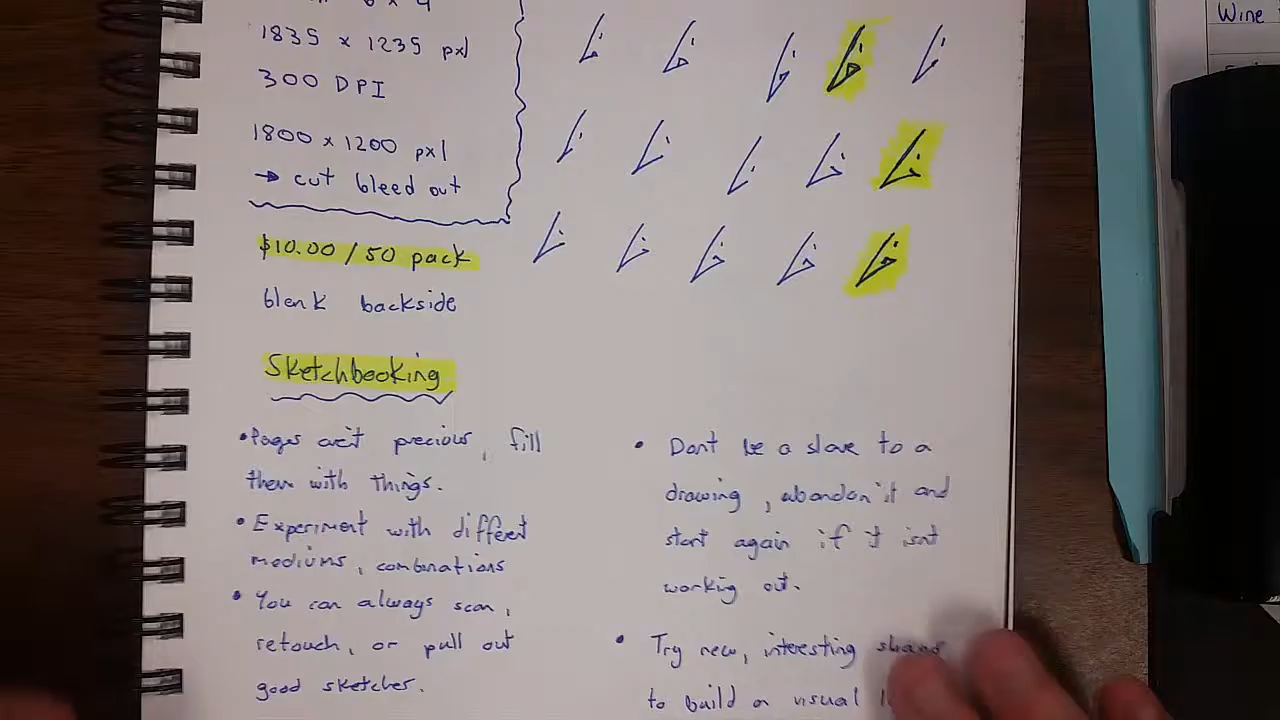 6 x 4
1835 x 1235 pxl
300 DPI
1800 x 1200 pxl
→ cut bleed out
$10.00 / 50 pack
blank backside
Sketchbooking
• Pages aren't precious, fill
them with things.
• Experiment with different
mediums, combinations
• You can always scan,
retouch, or pull out
good sketches.
• Dont be a slave to a
drawing, abandon it and
start again if it isnt
working out.
• Try new, interesting
to build a visual
Wine